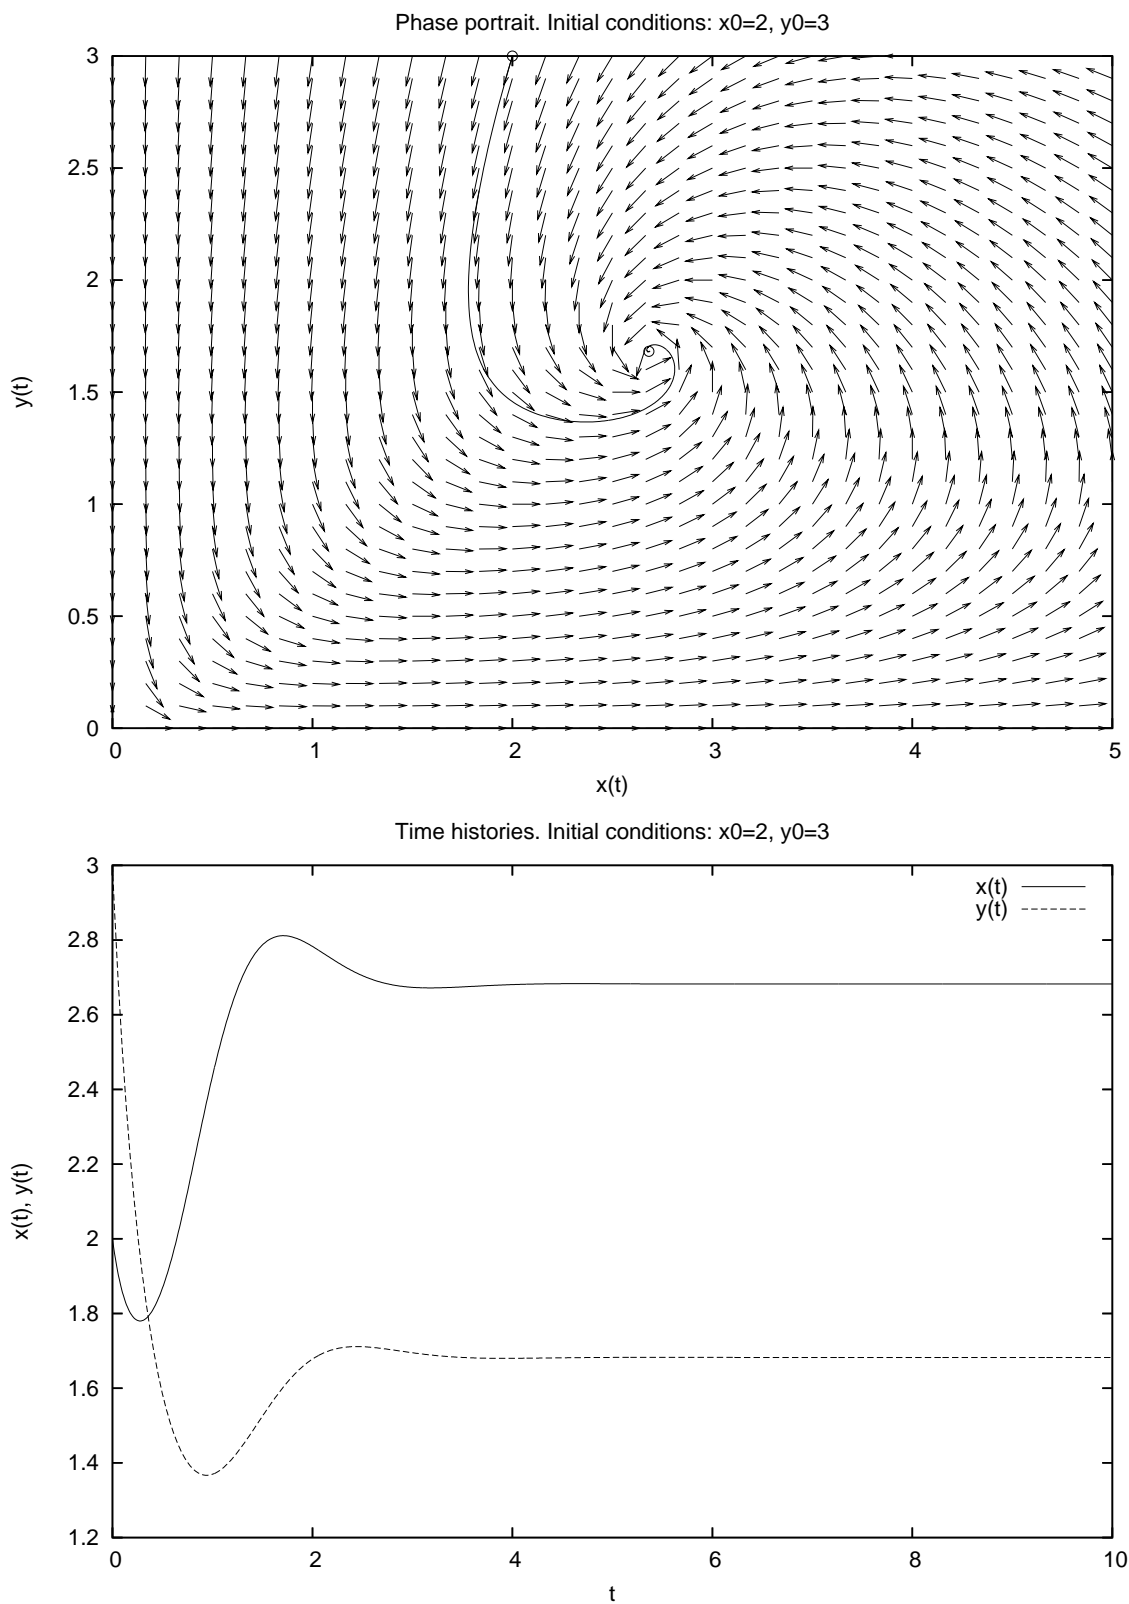 Phase portrait. Initial conditions: x0=2, y0=3
3
2.5
2
1.5
1
0.5
0
y(t)
0 1 2 3 4 5
x(t)
Time histories. Initial conditions: x0=2, y0=3
x(t)
y(t)
3
2.8
2.6
2.4
2.2
2
1.8
1.6
1.4
1.2
x(t), y(t)
0 2 4 6 8 10
t